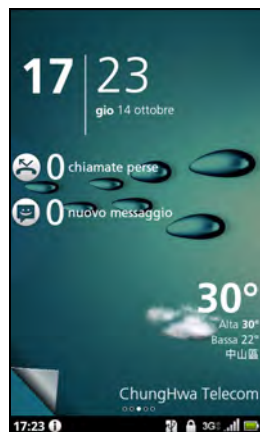 17 23
gio 14 ottobre
0 chiamate perse
0 nuovo messaggio
30°
Alta 30°
Bassa 22°
中山區
ChungHwa Telecom
17:23 3G